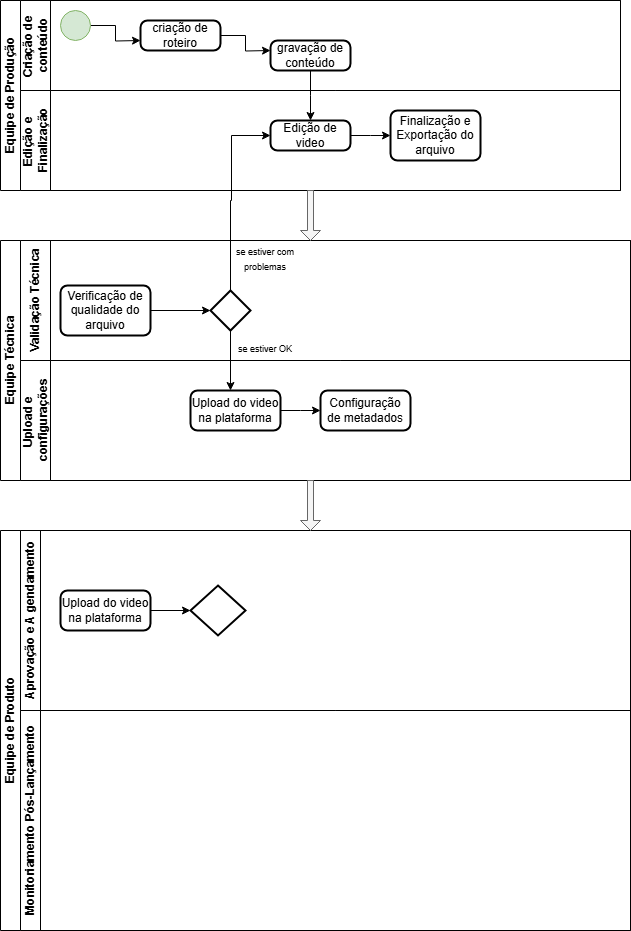 Equipe de Produção
Criação de
conteúdo
criação de
roteiro
gravação de
conteúdo
Edição e
Finalização
Edição de
video
Finalização e
Exportação do
arquivo
Equipe Técnica
Validação Técnica
se estiver com
problemas
Verificação de
qualidade do
arquivo
se estiver OK
Upload e
configurações
Upload do video
na plataforma
Configuração
de metadados
Equipe de Produto
Aprovação e Agendamento
Upload do video
na plataforma
Monitoriamento Pós-Lançamento